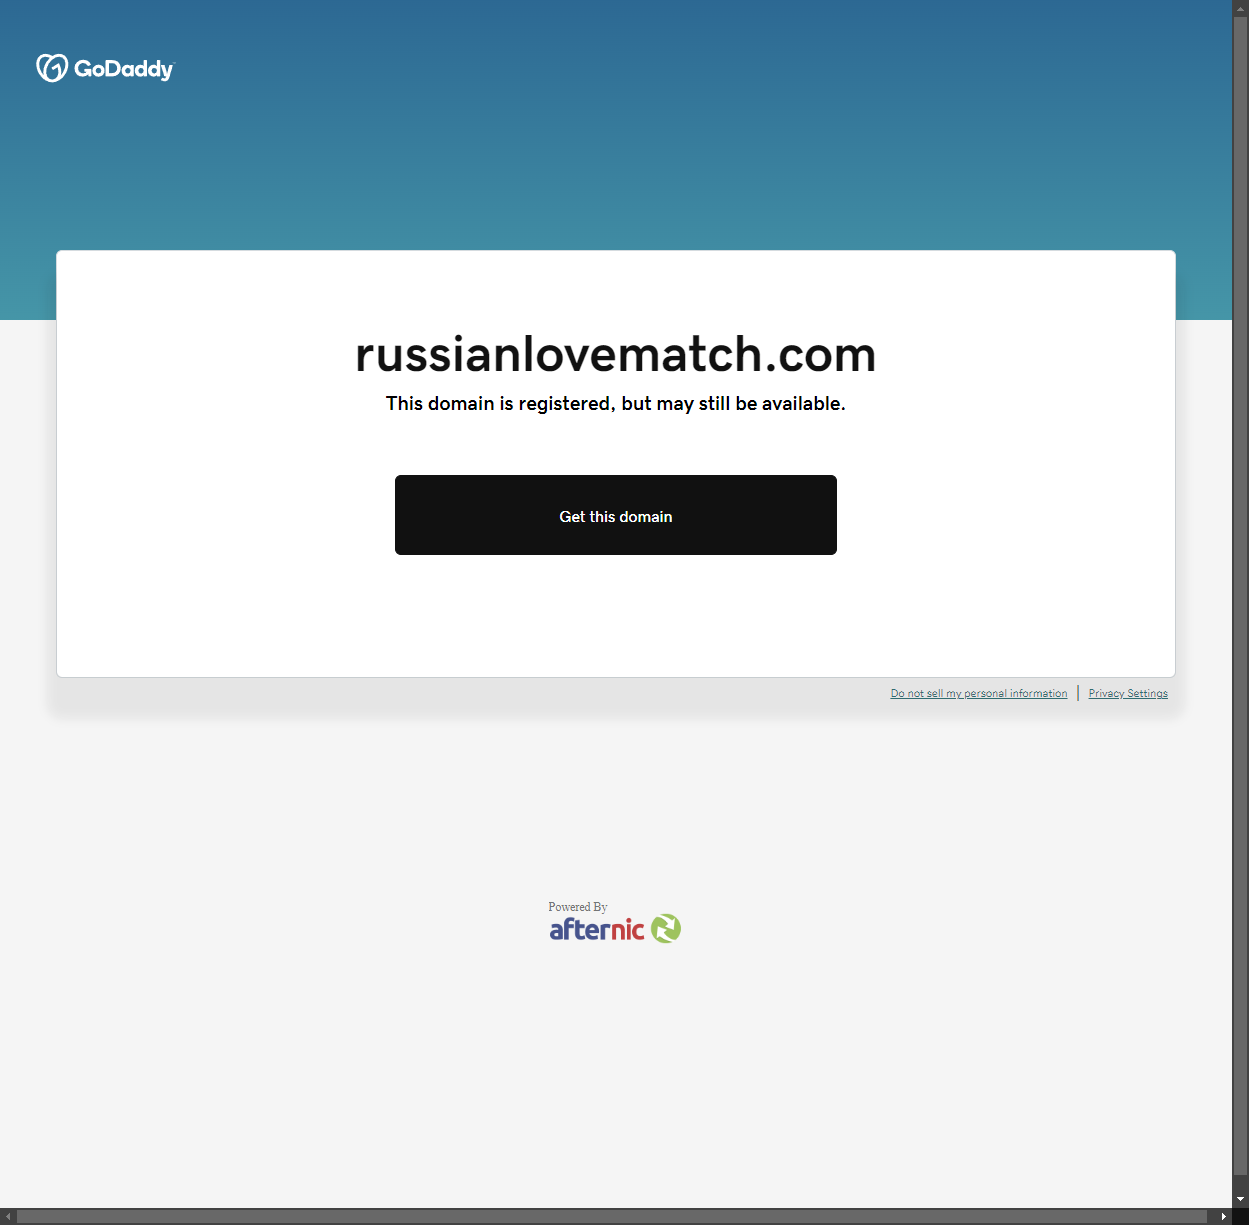 GoDaddy
russianlovematch.com
This domain is registered, but may still be available.
Get this domain
Do not sell my personal information | Privacy Settings
Powered By
afternic